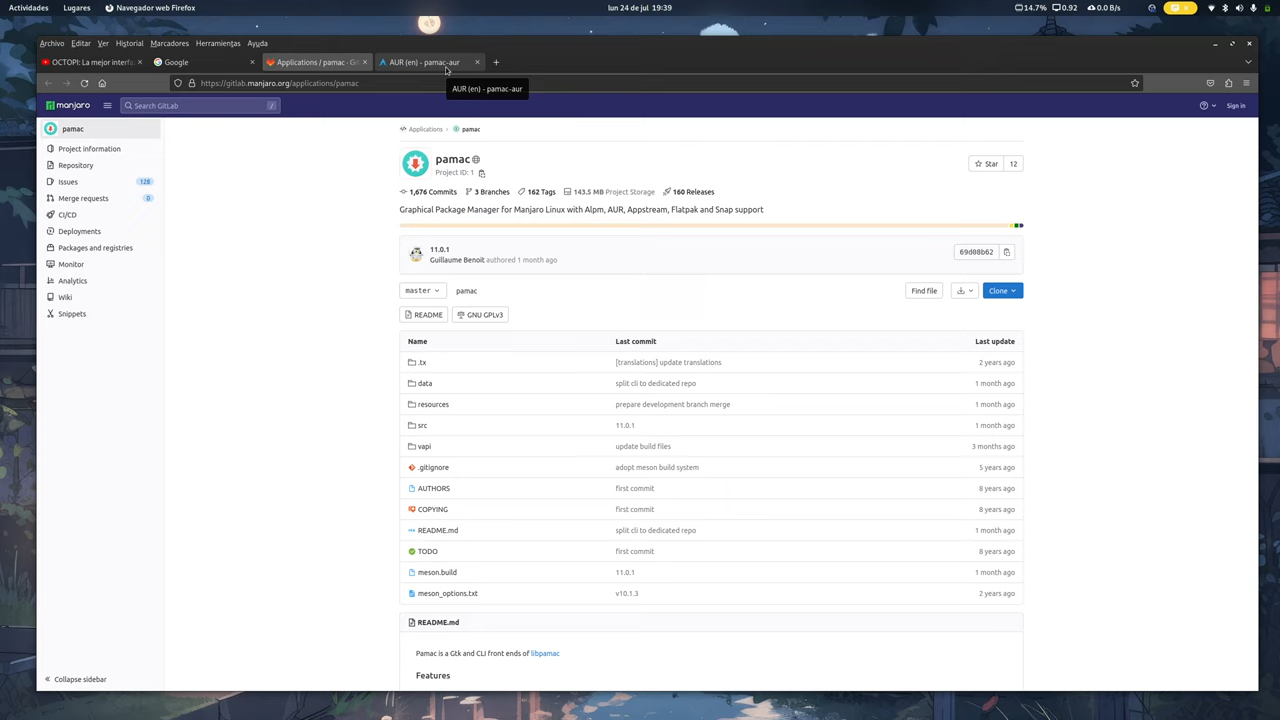 Actividades Lugares Navegador web Firefox lun 24 de jul 19:39 14.7% 0.92 0.0 B/s
Archivo Editar Ver Historial Marcadores Herramientas Ayuda
OCTOPI: La mejor interfa Google Applications / pamac · Git AUR (en) - pamac-aur
https://gitlab.manjaro.org/applications/pamac
AUR (en) - pamac-aur
manjaro Search GitLab / Sign in
pamac
Project information
Repository
Issues 128
Merge requests 0
CI/CD
Deployments
Packages and registries
Monitor
Analytics
Wiki
Snippets
Collapse sidebar
Applications › pamac
pamac
Project ID: 1
Star 12
1,676 Commits 3 Branches 162 Tags 143.5 MB Project Storage 160 Releases
Graphical Package Manager for Manjaro Linux with Alpm, AUR, Appstream, Flatpak and Snap support
11.0.1
Guillaume Benoit authored 1 month ago
69d08b62
master pamac Find file Clone
README GNU GPLv3
Name Last commit Last update
.tx [translations] update translations 2 years ago
data split cli to dedicated repo 1 month ago
resources prepare development branch merge 1 month ago
src 11.0.1 1 month ago
vapi update build files 3 months ago
.gitignore adopt meson build system 5 years ago
AUTHORS first commit 8 years ago
COPYING first commit 8 years ago
README.md split cli to dedicated repo 1 month ago
TODO first commit 8 years ago
meson.build 11.0.1 1 month ago
meson_options.txt v10.1.3 2 years ago
README.md
Pamac is a Gtk and CLI front ends of libpamac
Features